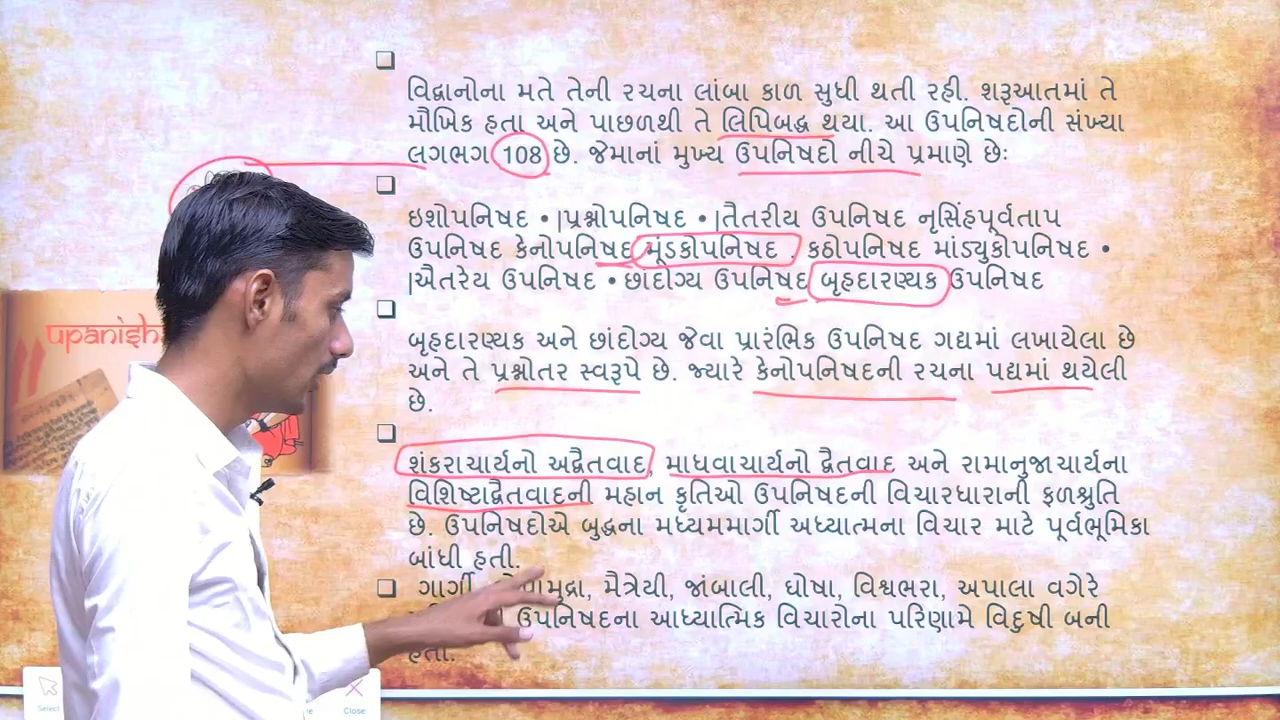 વિદ્વાનોના મતે તેની રચના લાંબા કાળ સુધી થતી રહી. શરૂઆતમાં તે
મૌખિક હતા અને પાછળથી તે લિપિબદ્ધ થયા. આ ઉપનિષદોની સંખ્યા
લગભગ 108 છે. જેમાનાં મુખ્ય ઉપનિષદો નીચે પ્રમાણે છેઃ
ઇશોપનિષદ • |પ્રશ્નોપનિષદ • |તૈતરીય ઉપનિષદ નૃસિંહપૂર્વતાપ
ઉપનિષદ કેનોપનિષદ મૂંડકોપનિષદ . કઠોપનિષદ માંડ્યુકોપનિષદ •
|ઐતરેય ઉપનિષદ • છાંદોગ્ય ઉપનિષદ બૃહદારણ્યક ઉપનિષદ
બૃહદારણ્યક અને છાંદોગ્ય જેવા પ્રારંભિક ઉપનિષદ ગદ્યમાં લખાયેલા છે
અને તે પ્રશ્નોતર સ્વરૂપે છે. જ્યારે કેનોપનિષદની રચના પદ્યમાં થયેલી
છે.
upanish
શંકરાચાર્યનો અદ્વૈતવાદ, માધવાચાર્યનો દ્વૈતવાદ અને રામાનુજાચાર્યના
વિશિષ્ટાદ્વૈતવાદની મહાન કૃતિઓ ઉપનિષદની વિચારધારાની ફળશ્રુતિ
છે. ઉપનિષદોએ બુદ્ધના મધ્યમમાર્ગી અધ્યાત્મના વિચાર માટે પૂર્વભૂમિકા
બાંધી હતી.
ગાર્ગી મૈત્રેયી, જાંબાલી, ઘોષા, વિશ્વભરા, અપાલા વગેરે
ઉપનિષદના આધ્યાત્મિક વિચારોના પરિણામે વિદુષી બની
હતી.
Select Close